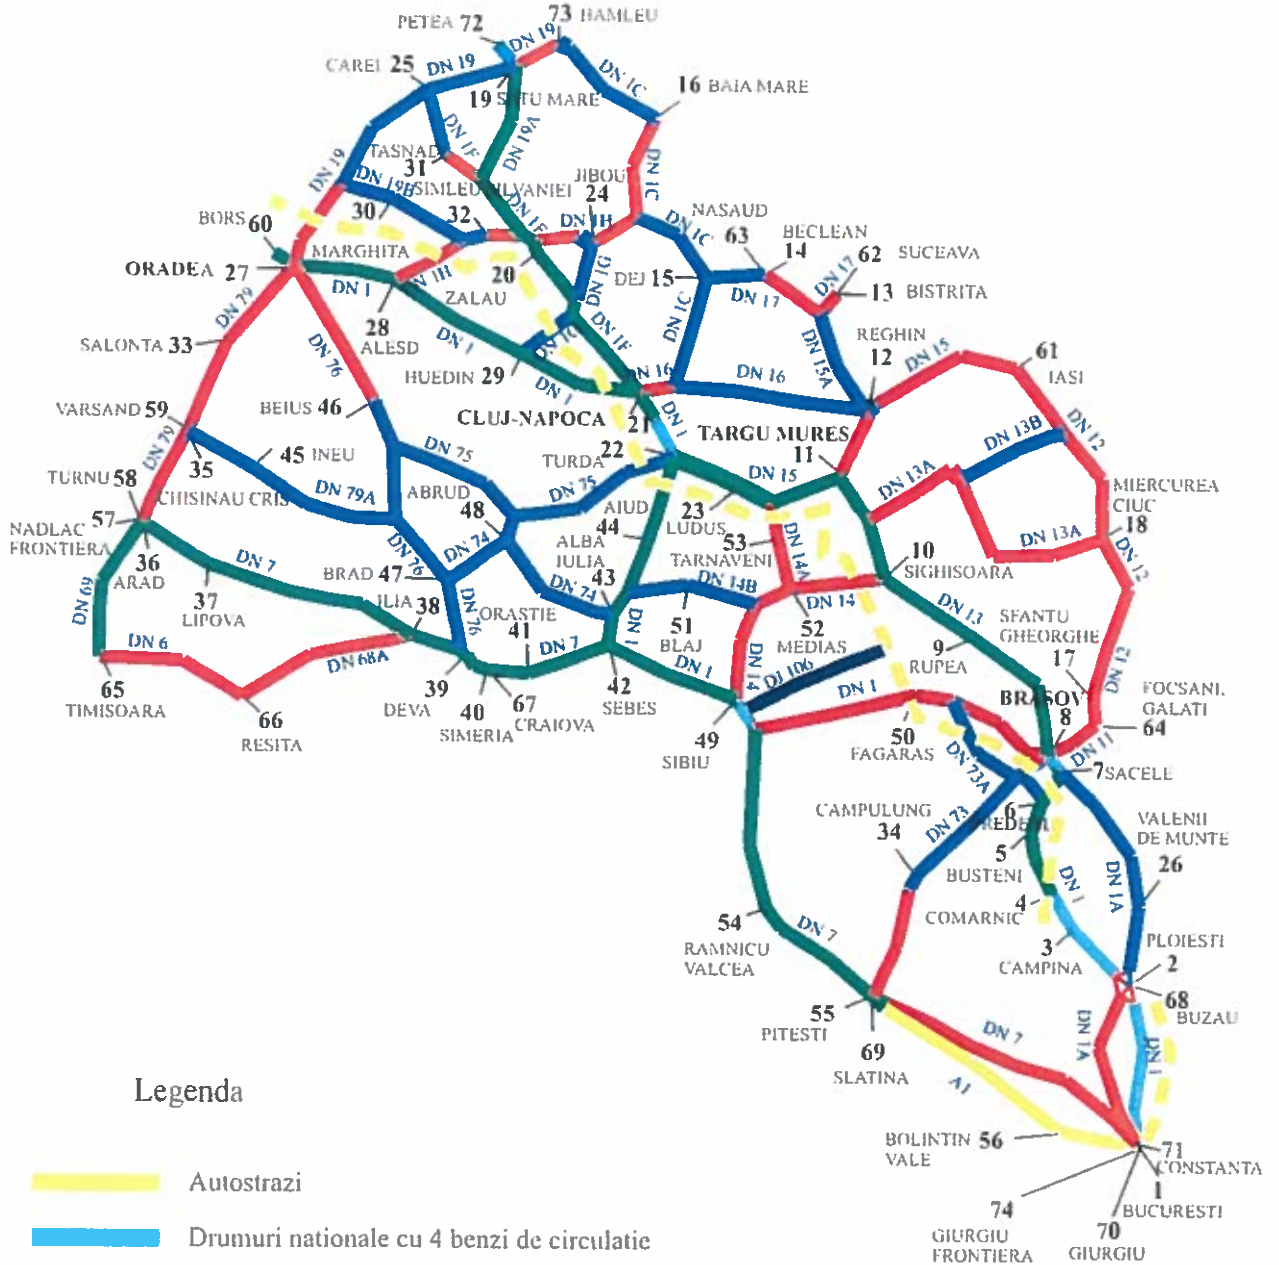 PETEA 72
73 HAMLEU
DN 19
CAREI 25
DN 19
DN 1C
16 BAIA MARE
19 SATU MARE
DN 19A
DN 1F
TASNAD
31
DN 19
DN 19B
SIMLEU SILVANIEI
JIBOU
24
DN 1C
30
32
DN 1F
DN 1H
NASAUD
BORS
60
DN 1C
63
BECLEAN
14
62 SUCEAVA
MARGHITA
ORADEA 27
DN 1
DN 1H
20
DN 1G
DEJ 15
DN 17
DN 17
13 BISTRITA
ZALAU
DN 79
28
ALESD
DN 1
DN 1F
DN 1C
REGHIN
12
DN 15
61
IASI
SALONTA 33
DN 76
HUEDIN 29
DN 1G
DN 1
DN 16
DN 16
DN 15A
VARSAND 59
BEIUS 46
CLUJ-NAPOCA
21
DN 1
TARGU MURES
11
DN 13B
DN 12
DN 79
35
45 INEU
DN 75
22
TURDA
DN 15
DN 13A
TURNU 58
CHISINAU CRIS
DN 79A
ABRUD
DN 75
MIERCUREA
CIUC
57
NADLAC
FRONTIERA
48
AIUD
44
23
LUDUS
18
36
ARAD
DN 7
DN 76
DN 74
ALBA
IULIA
53
TARNAVENI
DN 14A
10
SIGHISOARA
DN 13A
DN 12
BRAD 47
43
DN 69
37
LIPOVA
ILIA
38
DN 76
ORASTIE
41
DN 74
DN 14B
DN 14
DN 13
SFANTU
GHEORGHE
DN 6
DN 68A
DN 7
DN 1
51
BLAJ
52
MEDIAS
9
RUPEA
17
DN 12
65
TIMISOARA
66
RESITA
39
DEVA
40
SIMERIA
67
CRAIOVA
42
SEBES
DN 1
DN 14
DJ 106
DN 1
BRASOV
8
FOCSANI,
GALATI
64
49
SIBIU
50
FAGARAS
DN 11
7 SACELE
DN 73A
CAMPULUNG
34
DN 73
6
PREDEAL
5
BUSTENI
VALENII
DE MUNTE
26
DN 1
DN 1A
4
COMARNIC
54
RAMNICU
VALCEA
DN 7
3
CAMPINA
PLOIESTI
2
68
BUZAU
55
PITESTI
69
SLATINA
DN 7
DN 1A
DN 1
A1
Legenda
BOLINTIN 56
VALE
71
CONSTANTA
1
BUCURESTI
Autostrazi
74
GIURGIU
FRONTIERA
70
GIURGIU
Drumuri nationale cu 4 benzi de circulatie